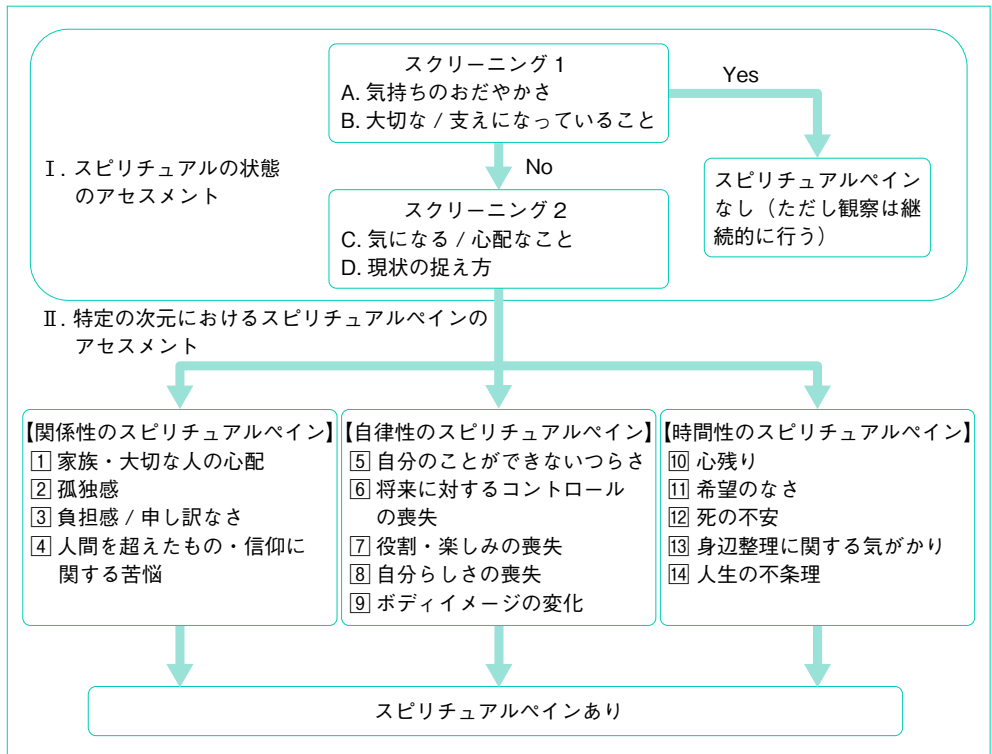 スクリーニング 1
A. 気持ちのおだやかさ
B. 大切な / 支えになっていること
Yes
Ⅰ. スピリチュアルの状態
のアセスメント
No
スピリチュアルペイン
なし（ただし観察は継
続的に行う）
スクリーニング 2
C. 気になる / 心配なこと
D. 現状の捉え方
Ⅱ. 特定の次元におけるスピリチュアルペインの
アセスメント
【関係性のスピリチュアルペイン】
1 家族・大切な人の心配
2 孤独感
3 負担感 / 申し訳なさ
4 人間を超えたもの・信仰に
関する苦悩
【自律性のスピリチュアルペイン】
5 自分のことができないつらさ
6 将来に対するコントロール
の喪失
7 役割・楽しみの喪失
8 自分らしさの喪失
9 ボディイメージの変化
【時間性のスピリチュアルペイン】
10 心残り
11 希望のなさ
12 死の不安
13 身辺整理に関する気がかり
14 人生の不条理
スピリチュアルペインあり